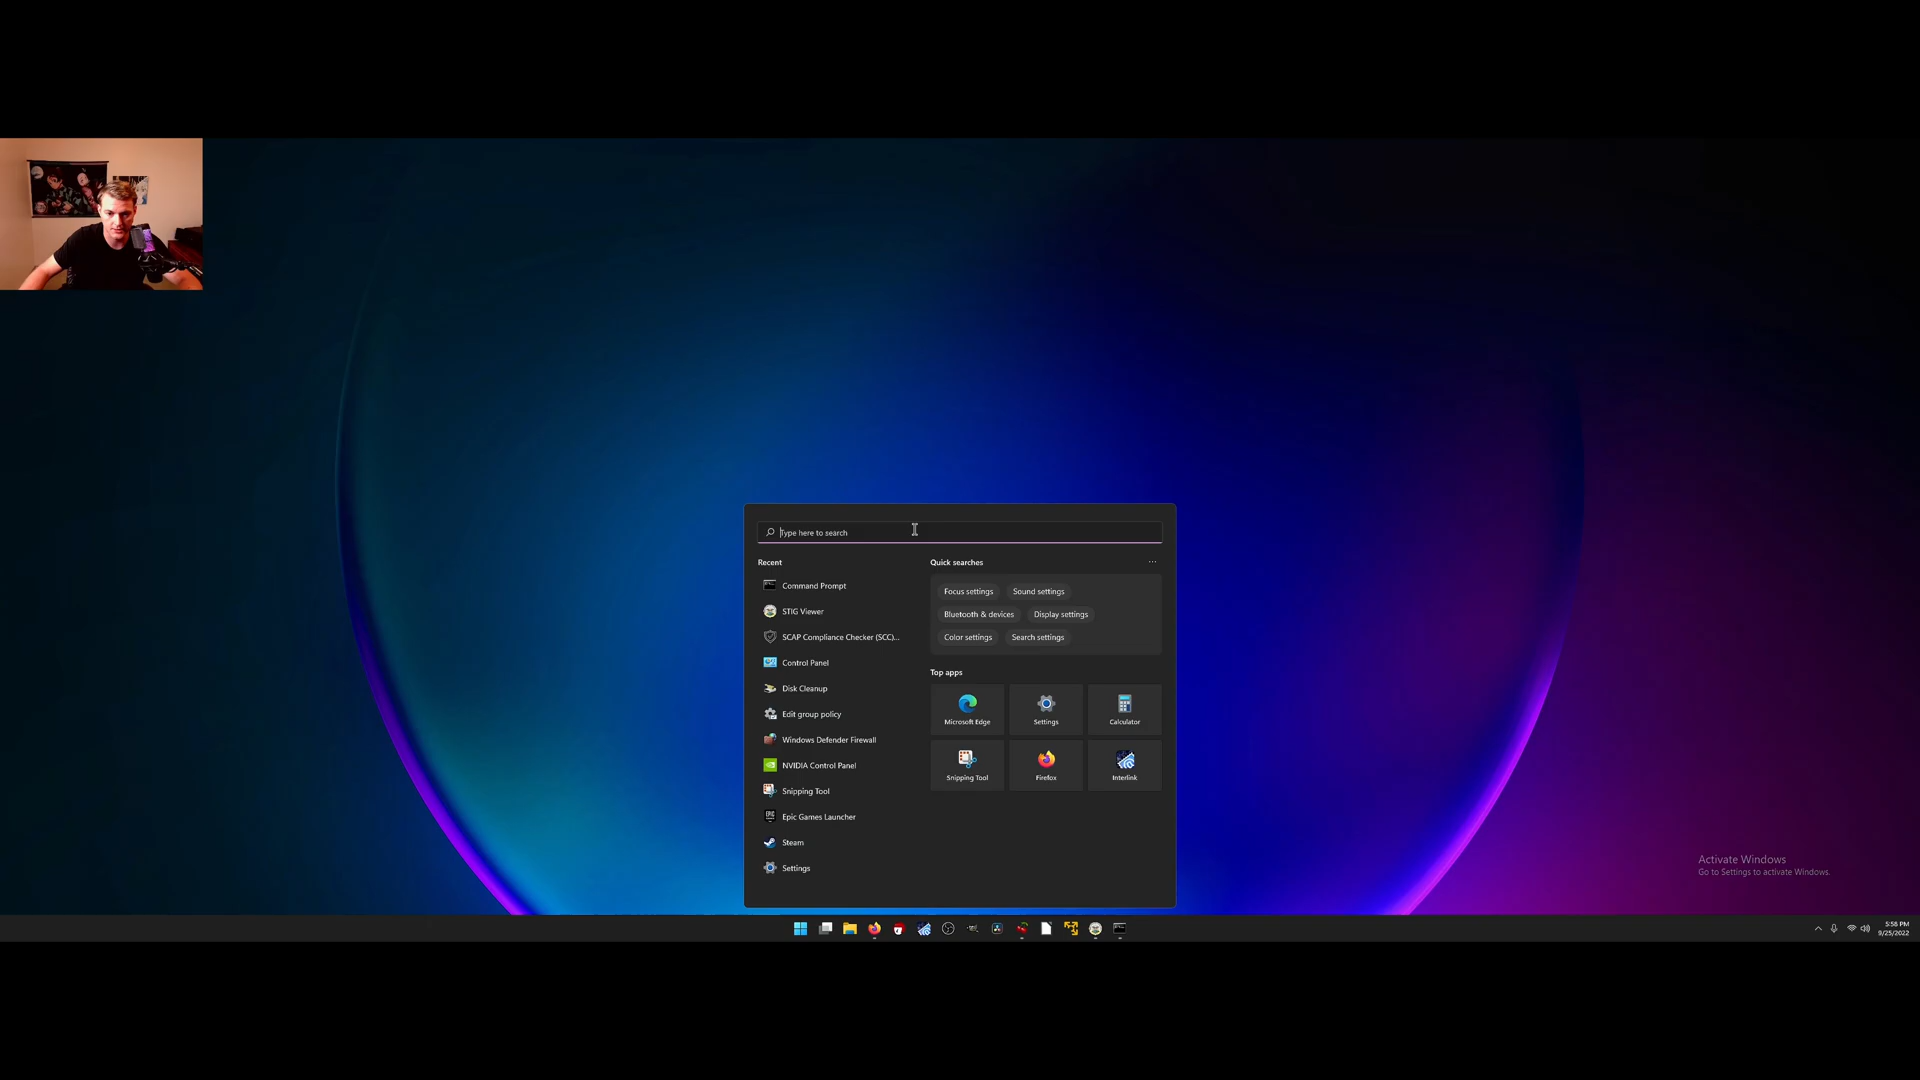 Type here to search
Recent
Command Prompt
STIG Viewer
SCAP Compliance Checker (SCC)...
Control Panel
Disk Cleanup
Edit group policy
Windows Defender Firewall
NVIDIA Control Panel
Snipping Tool
Epic Games Launcher
Steam
Settings
Quick searches
Focus settings
Sound settings
Bluetooth & devices
Display settings
Color settings
Search settings
Top apps
Microsoft Edge
Settings
Calculator
Snipping Tool
Firefox
Interlink
Activate Windows
Go to Settings to activate Windows.
5:58 PM
9/25/2022